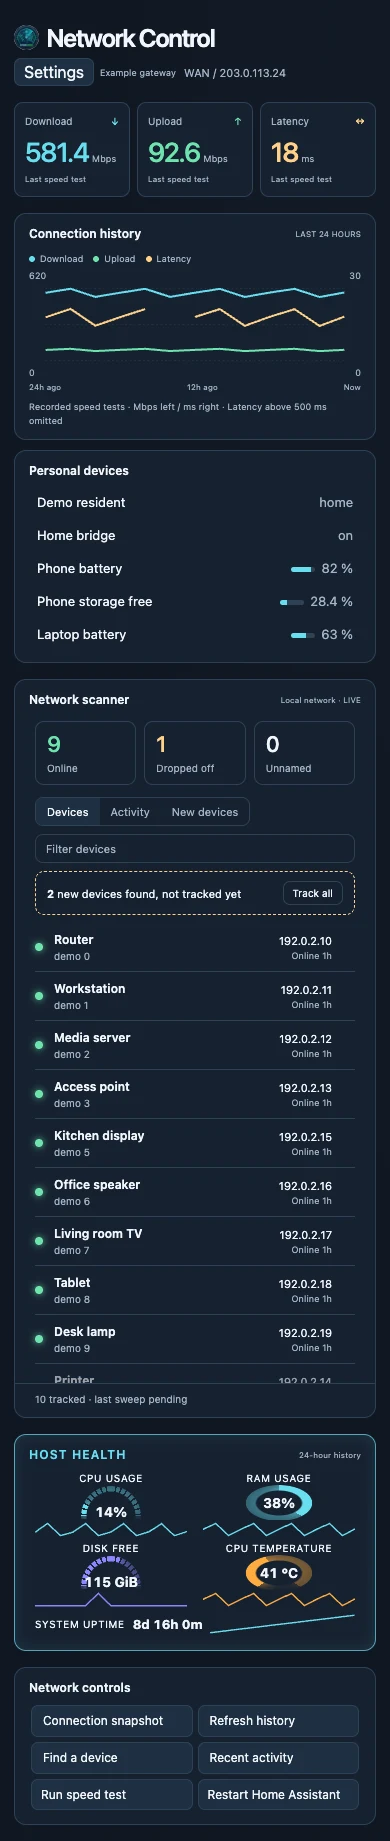 Network Control
Settings Example gateway WAN / 203.0.113.24
Download ↓
581.4 Mbps
Last speed test
Upload ↑
92.6 Mbps
Last speed test
Latency ↔
18 ms
Last speed test
Connection history LAST 24 HOURS
Download Upload Latency
620 30
0 0
24h ago 12h ago Now
Recorded speed tests · Mbps left / ms right · Latency above 500 ms
omitted
Personal devices
Demo resident home
Home bridge on
Phone battery 82 %
Phone storage free 28.4 %
Laptop battery 63 %
Network scanner Local network · LIVE
9
Online
1
Dropped off
0
Unnamed
Devices Activity New devices
Filter devices
2 new devices found, not tracked yet Track all
Router 192.0.2.10
demo 0 Online 1h
Workstation 192.0.2.11
demo 1 Online 1h
Media server 192.0.2.12
demo 2 Online 1h
Access point 192.0.2.13
demo 3 Online 1h
Kitchen display 192.0.2.15
demo 5 Online 1h
Office speaker 192.0.2.16
demo 6 Online 1h
Living room TV 192.0.2.17
demo 7 Online 1h
Tablet 192.0.2.18
demo 8 Online 1h
Desk lamp 192.0.2.19
demo 9 Online 1h
Printer 192.0.2.14
10 tracked · last sweep pending
HOST HEALTH 24-hour history
CPU USAGE RAM USAGE
14% 38%
DISK FREE CPU TEMPERATURE
115 GiB 41 °C
SYSTEM UPTIME 8d 16h 0m
Network controls
Connection snapshot Refresh history
Find a device Recent activity
Run speed test Restart Home Assistant